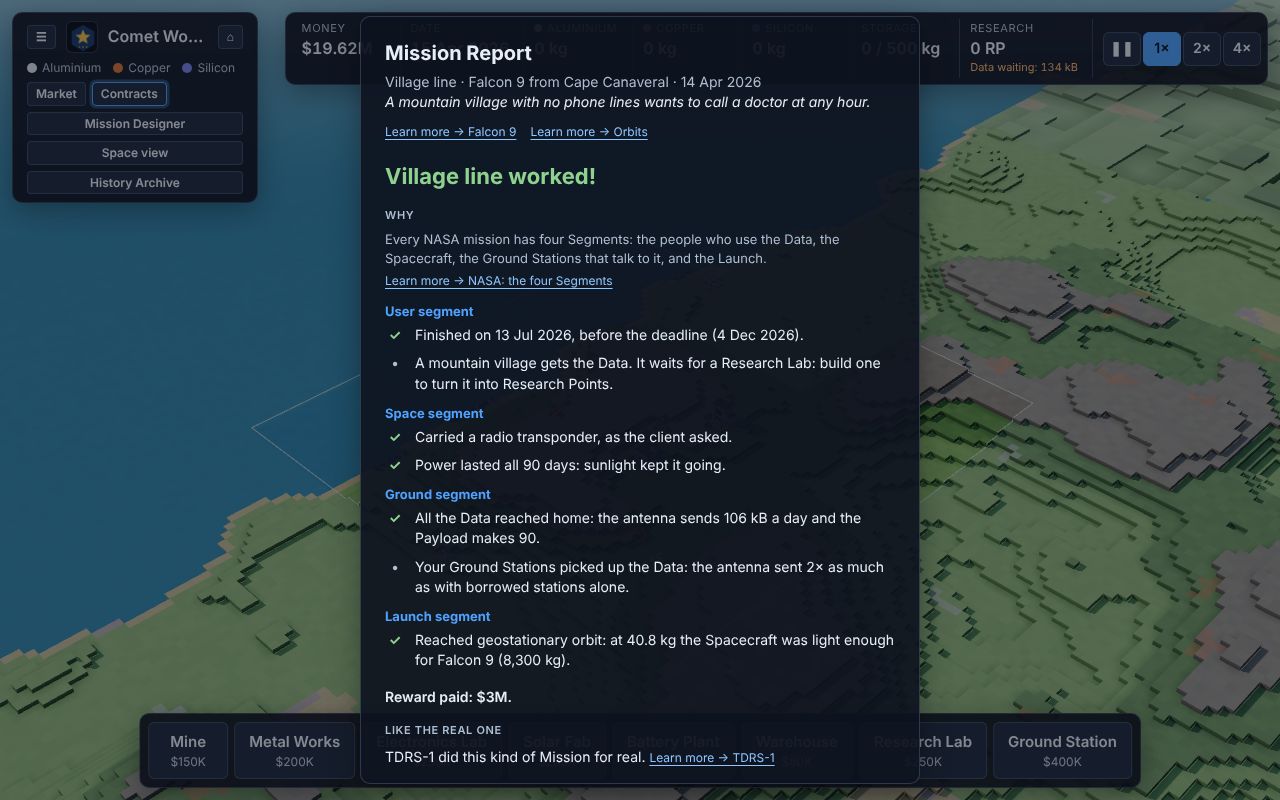 Comet Wo...
Aluminium Copper Silicon
Market Contracts
Mission Designer
Space view
History Archive
MONEY DATE ALUMINIUM COPPER SILICON STORAGE RESEARCH
$19.62M 0 kg 0 kg 0 kg 0 / 500 kg 0 RP
Data waiting: 134 kB
1× 2× 4×
Mission Report
Village line · Falcon 9 from Cape Canaveral · 14 Apr 2026
A mountain village with no phone lines wants to call a doctor at any hour.
Learn more → Falcon 9 Learn more → Orbits
Village line worked!
WHY
Every NASA mission has four Segments: the people who use the Data, the
Spacecraft, the Ground Stations that talk to it, and the Launch.
Learn more → NASA: the four Segments
User segment
✓ Finished on 13 Jul 2026, before the deadline (4 Dec 2026).
• A mountain village gets the Data. It waits for a Research Lab: build one
to turn it into Research Points.
Space segment
✓ Carried a radio transponder, as the client asked.
✓ Power lasted all 90 days: sunlight kept it going.
Ground segment
✓ All the Data reached home: the antenna sends 106 kB a day and the
Payload makes 90.
• Your Ground Stations picked up the Data: the antenna sent 2× as much
as with borrowed stations alone.
Launch segment
✓ Reached geostationary orbit: at 40.8 kg the Spacecraft was light enough
for Falcon 9 (8,300 kg).
Reward paid: $3M.
LIKE THE REAL ONE
TDRS-1 did this kind of Mission for real. Learn more → TDRS-1
Mine Metal Works Electronics Lab Solar Fab Battery Plant Warehouse Research Lab Ground Station
$150K $200K $400K